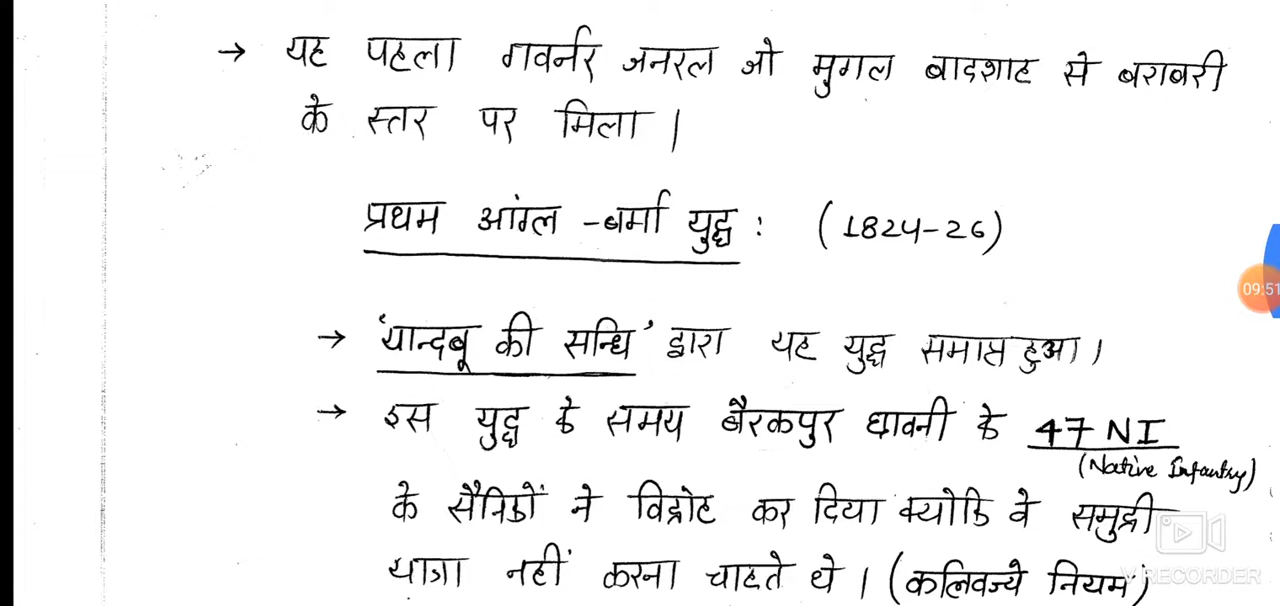 → यह पहला गवर्नर जनरल जो मुगल बादशाह से बराबरी
के स्तर पर मिला |
प्रथम आंग्ल - बर्मा युद्ध : (1824-26)
→ 'यान्दबू की सन्धि' द्वारा यह युद्ध समाप्त हुआ |
09:51
→ इस युद्ध के समय बैरकपुर छावनी के 47 NI
(Native Infantry)
के सैनिकों ने विद्रोह कर दिया क्योकि वे समुद्री
यात्रा नहीं करना चाहते थे | (कलिवर्ज्य नियम)
V RECORDER